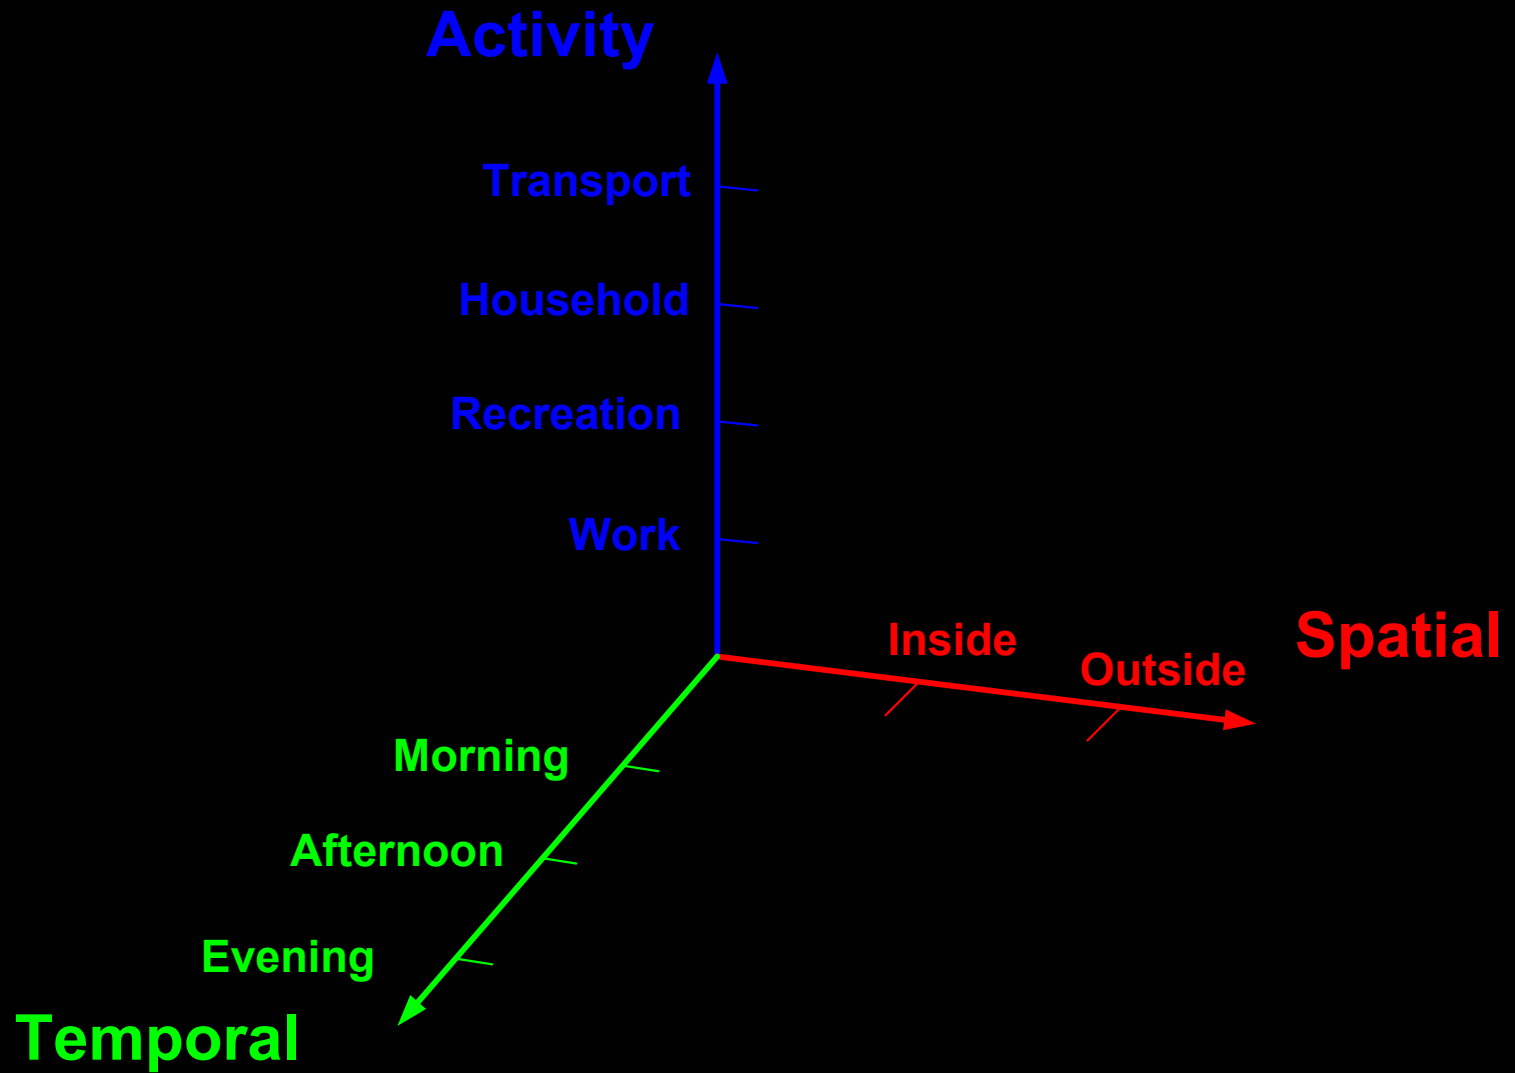 Activity
Transport
Household
Recreation
Work
Inside
Outside
Spatial
Morning
Afternoon
Evening
Temporal